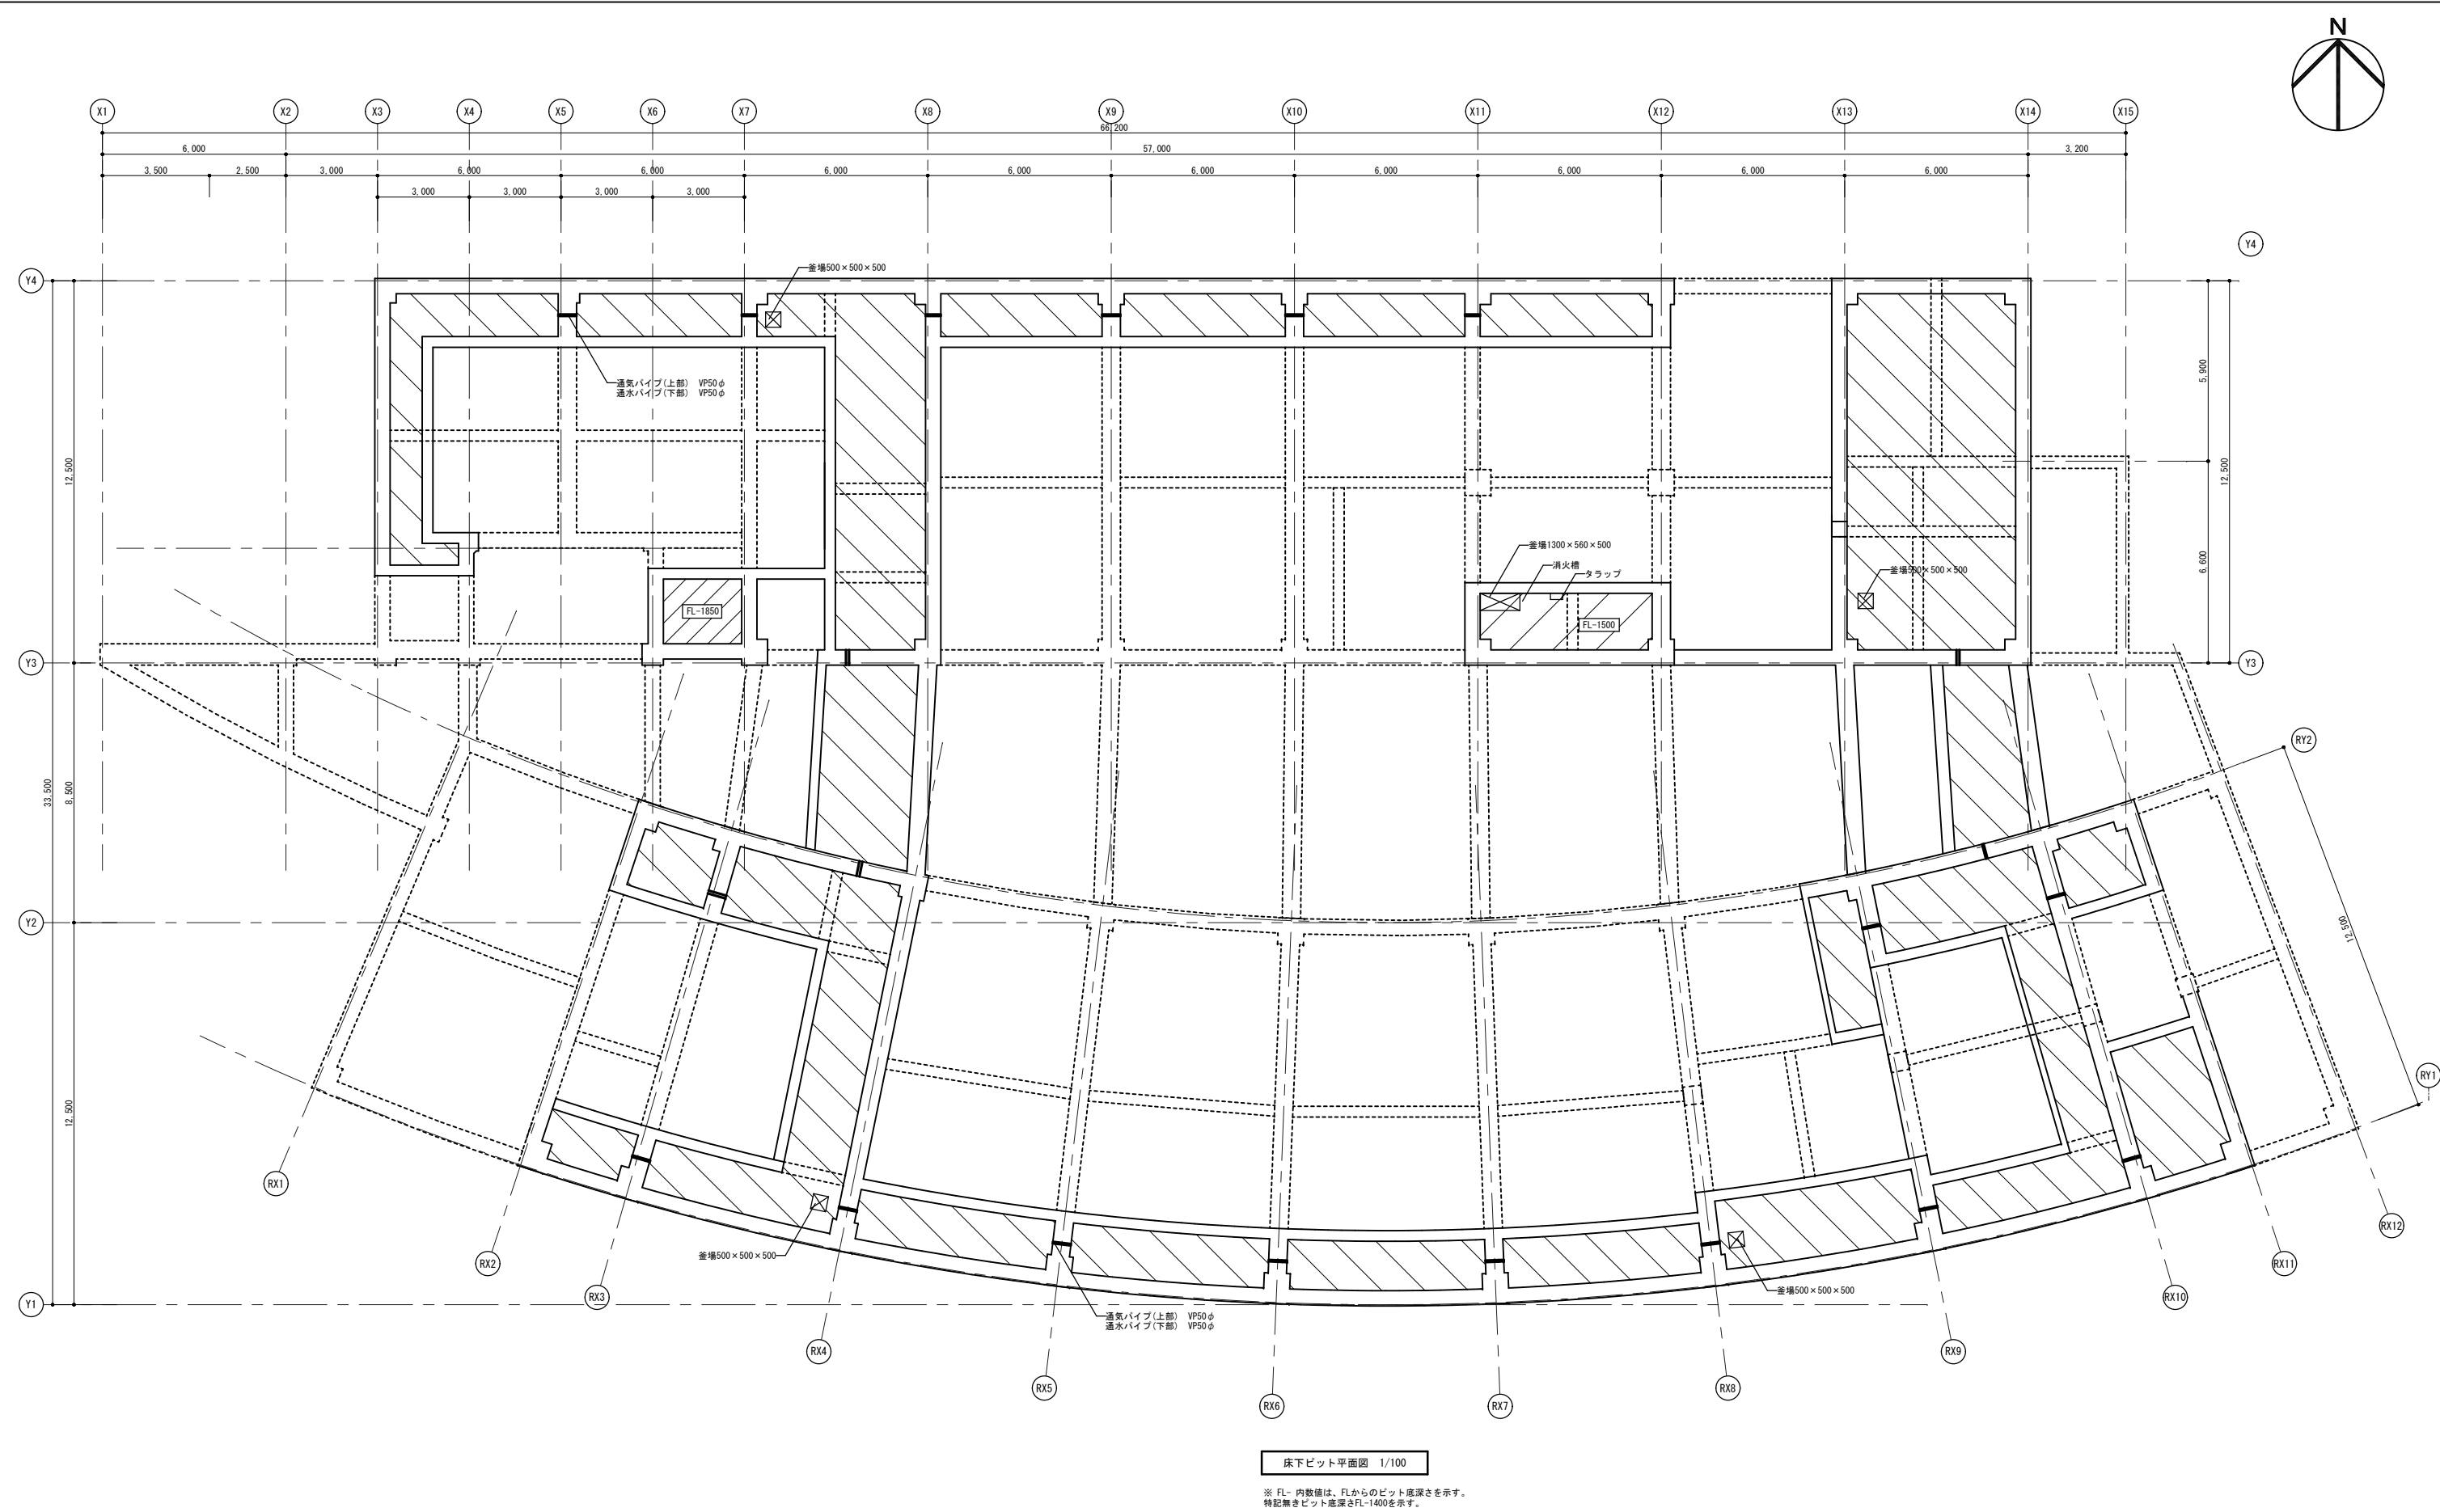 N
X1 X2 X3 X4 X5 X6 X7 X8 X9 X10 X11 X12 X13 X14 X15
66,200
6,000 57,000 3,200
3,500 2,500 3,000 6,000 6,000 6,000 6,000 6,000 6,000 6,000 6,000 6,000
3,000 3,000 3,000 3,000
Y4
Y4
釜場500×500×500
通気パイプ(上部) VP50φ
通水パイプ(下部) VP50φ
5,900
12,500
12,500
6,600
釜場1300×560×500
消火槽
タラップ
釜場500×500×500
FL-1850
FL-1500
Y3
Y3
RY2
33,500
8,500
Y2
12,500
RY1
12,500
RX1
RX2
RX3
RX4
RX5
RX6
RX7
RX8
RX9
RX10
RX11
RX12
釜場500×500×500
釜場500×500×500
Y1
通気パイプ(上部) VP50φ
通水パイプ(下部) VP50φ
床下ピット平面図 1/100
※ FL- 内数値は、FLからのピット底深さを示す。
特記無きピット底深さFL-1400を示す。